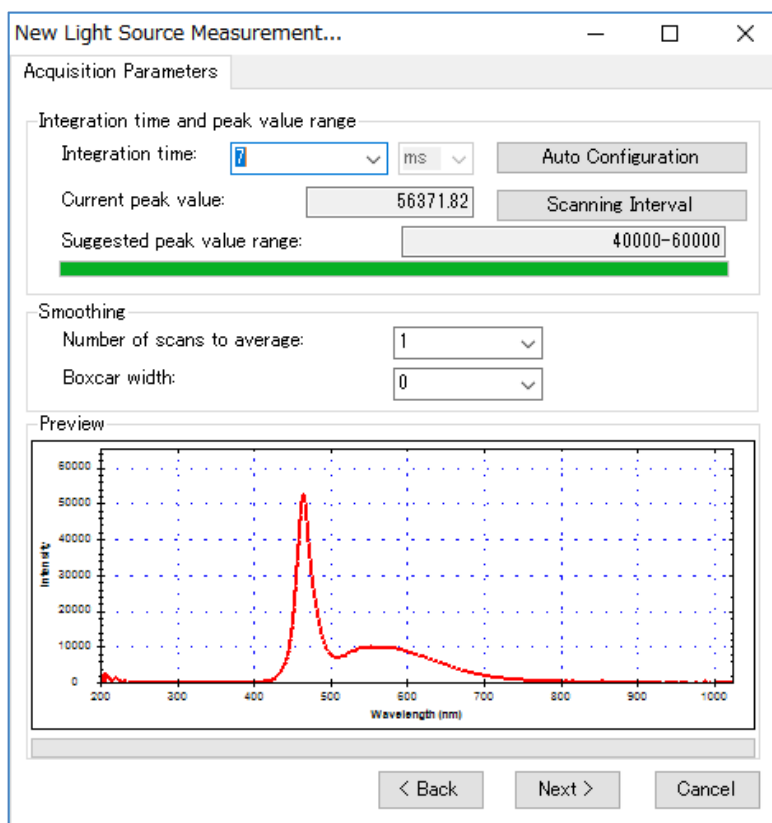 New Light Source Measurement...
Acquisition Parameters
Integration time and peak value range
Integration time: 7 ms Auto Configuration
Current peak value: 56371.82 Scanning Interval
Suggested peak value range: 40000-60000
Smoothing
Number of scans to average: 1
Boxcar width: 0
Preview
60000
50000
40000
30000
20000
10000
0
Intensity
200 300 400 500 600 700 800 900 1000
Wavelength (nm)
< Back Next > Cancel